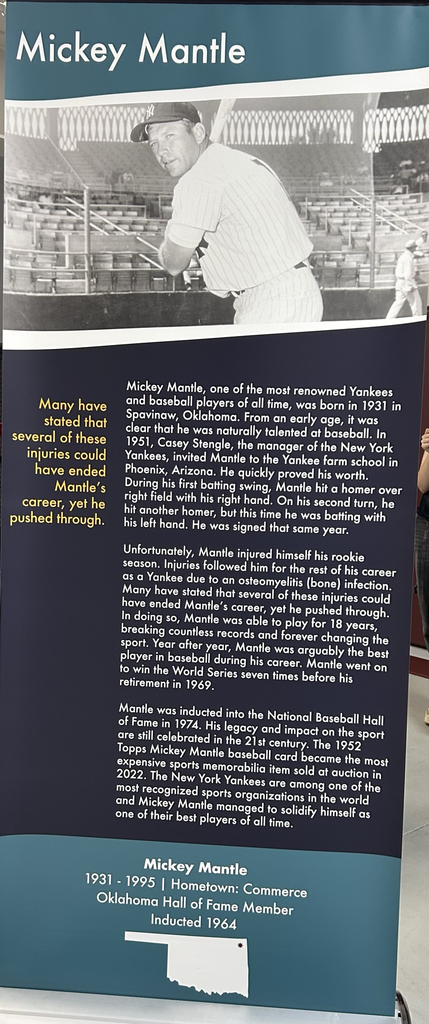 Mickey Mantle
Many have
stated that
several of these
injuries could
have ended
Mantle's
career, yet he
pushed through.
Mickey Mantle, one of the most renowned Yankees
and baseball players of all time, was born in 1931 in
Spavinaw, Oklahoma. From an early age, it was
clear that he was naturally talented at baseball. In
1951, Casey Stengle, the manager of the New York
Yankees, invited Mantle to the Yankee farm school in
Phoenix, Arizona. He quickly proved his worth.
During his first batting swing, Mantle hit a homer over
right field with his right hand. On his second turn, he
hit another homer, but this time he was batting with
his left hand. He was signed that same year.
Unfortunately, Mantle injured himself his rookie
season. Injuries followed him for the rest of his career
as a Yankee due to an osteomyelitis (bone) infection.
Many have stated that several of these injuries could
have ended Mantle's career, yet he pushed through.
In doing so, Mantle was able to play for 18 years,
breaking countless records and forever changing the
sport. Year after year, Mantle was arguably the best
player in baseball during his career. Mantle went on
to win the World Series seven times before his
retirement in 1969.
Mantle was inducted into the National Baseball Hall
of Fame in 1974. His legacy and impact on the sport
are still celebrated in the 21st century. The 1952
Topps Mickey Mantle baseball card became the most
expensive sports memorabilia item sold at auction in
2022. The New York Yankees are among one of the
most recognized sports organizations in the world
and Mickey Mantle managed to solidify himself as
one of their best players of all time.
Mickey Mantle
1931 - 1995 | Hometown: Commerce
Oklahoma Hall of Fame Member
Inducted 1964